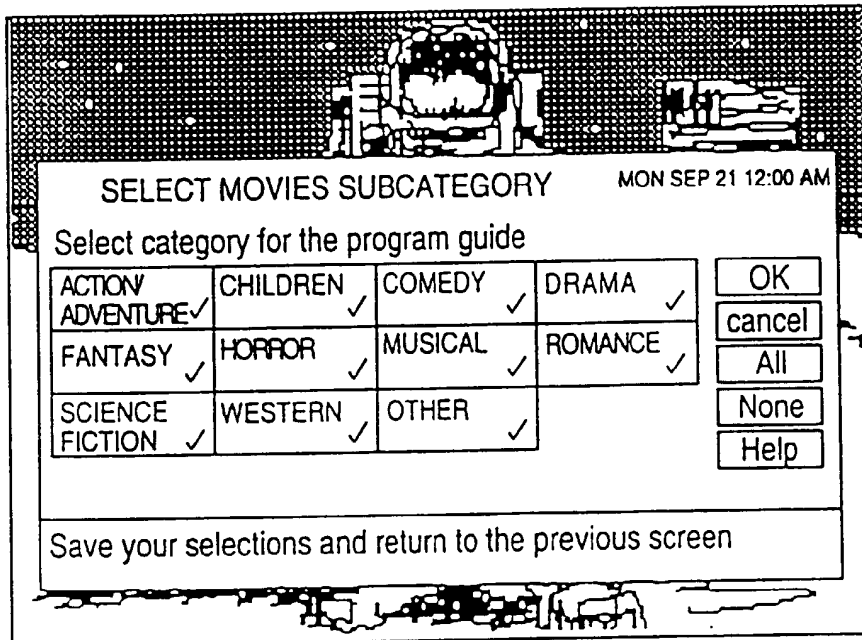 SELECT MOVIES SUBCATEGORY
MON SEP 21 12:00 AM
Select category for the program guide
ACTION/
ADVENTURE✓
CHILDREN ✓
COMEDY ✓
DRAMA ✓
FANTASY ✓
HORROR ✓
MUSICAL ✓
ROMANCE ✓
SCIENCE
FICTION ✓
WESTERN ✓
OTHER ✓
OK
cancel
All
None
Help
Save your selections and return to the previous screen